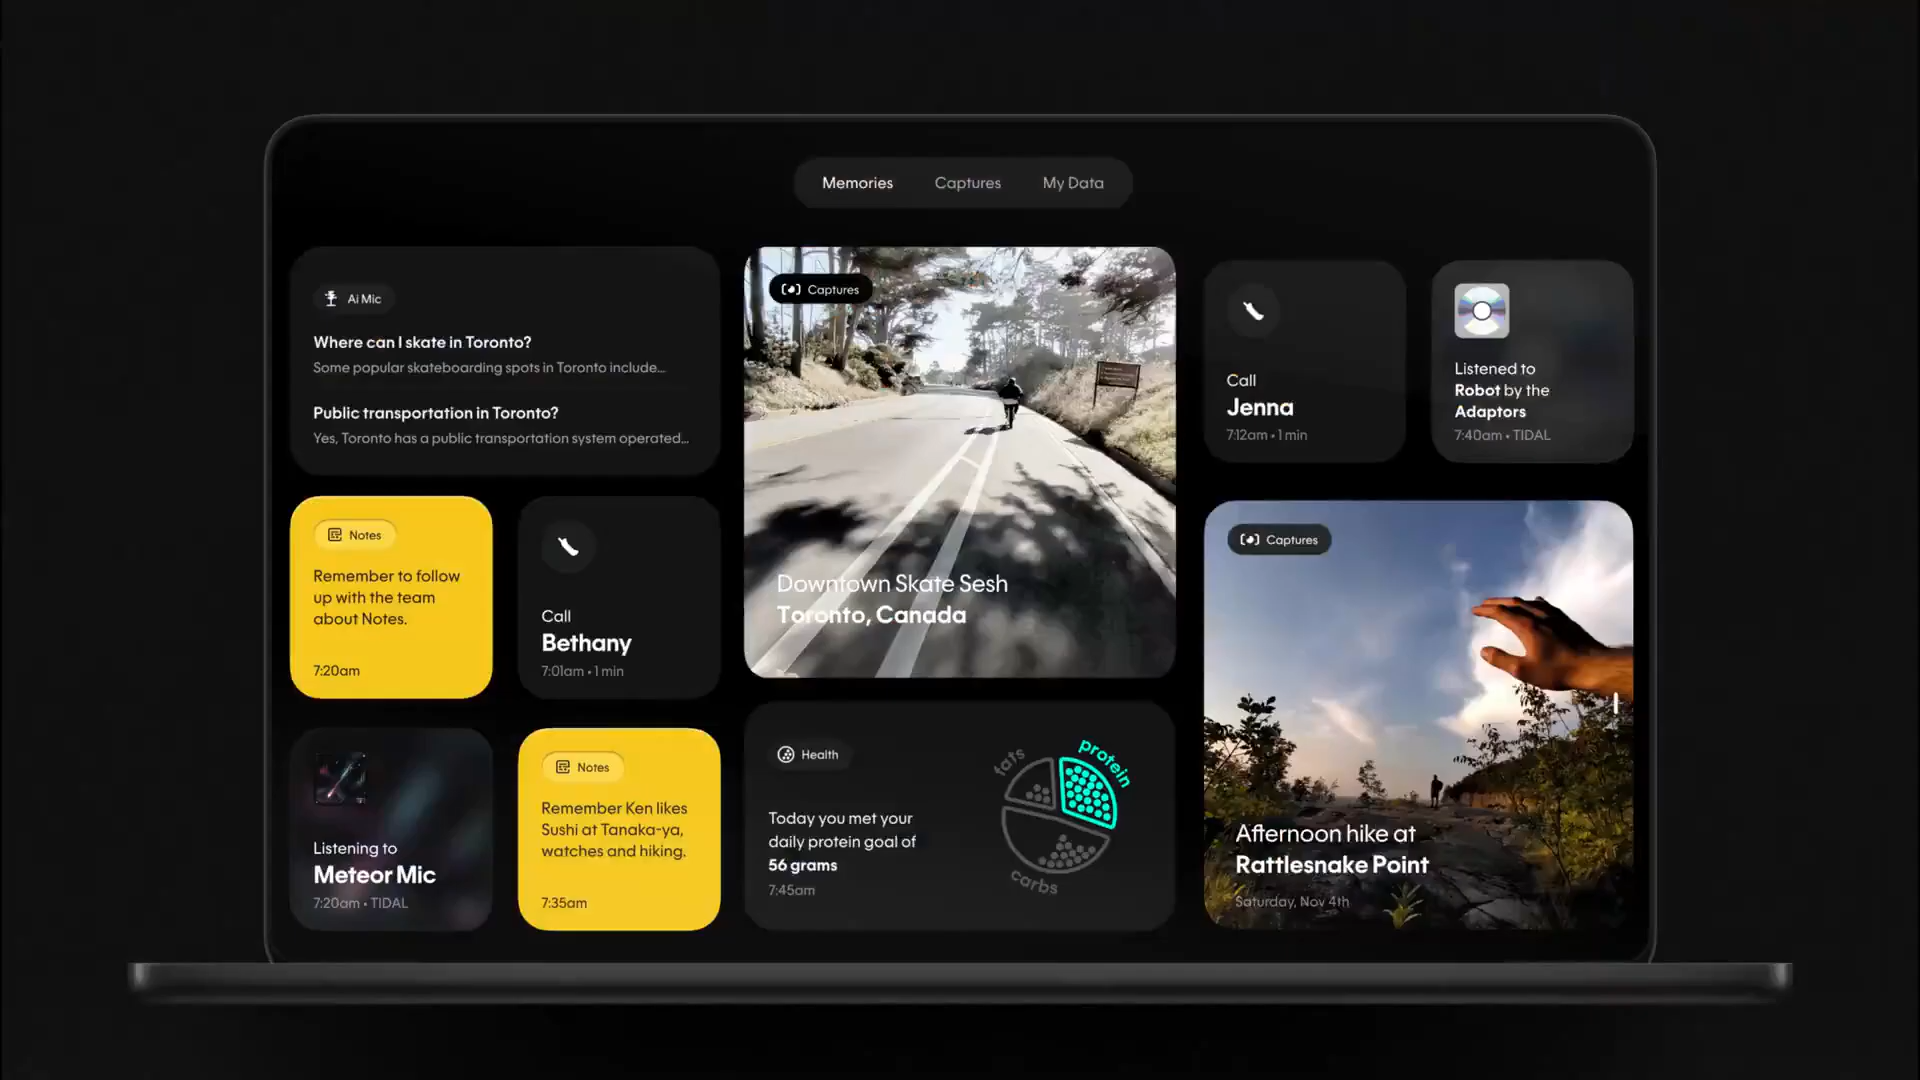 Memories
Captures
My Data
Ai Mic
Where can I skate in Toronto?
Some popular skateboarding spots in Toronto include...
Public transportation in Toronto?
Yes, Toronto has a public transportation system operated...
Notes
Remember to follow
up with the team
about Notes.
7:20am
Call
Bethany
7:01am • 1 min
Listening to
Meteor Mic
7:20am • TIDAL
Notes
Remember Ken likes
Sushi at Tanaka-ya,
watches and hiking.
7:35am
Captures
Downtown Skate Sesh
Toronto, Canada
Health
Today you met your
daily protein goal of
56 grams
7:45am
fats
protein
carbs
Call
Jenna
7:12am • 1 min
Listened to
Robot by the
Adaptors
7:40am • TIDAL
Captures
Afternoon hike at
Rattlesnake Point
Saturday, Nov 4th